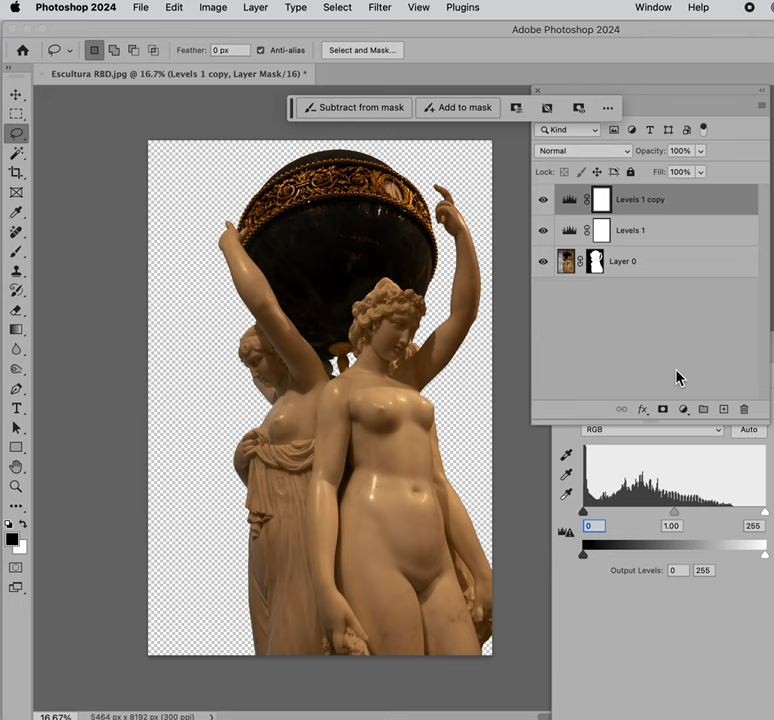 Photoshop 2024 File Edit Image Layer Type Select Filter View Plugins Window Help
Adobe Photoshop 2024
Feather: 0 px Anti-alias Select and Mask...
Escultura RBD.jpg @ 16.7% (Levels 1 copy, Layer Mask/16) *
Subtract from mask Add to mask
Kind
Normal Opacity: 100%
Lock: Fill: 100%
Levels 1 copy
Levels 1
Layer 0
fx
RGB Auto
0 1.00 255
Output Levels: 0 255
16.67% 5464 px x 8192 px (300 ppi)